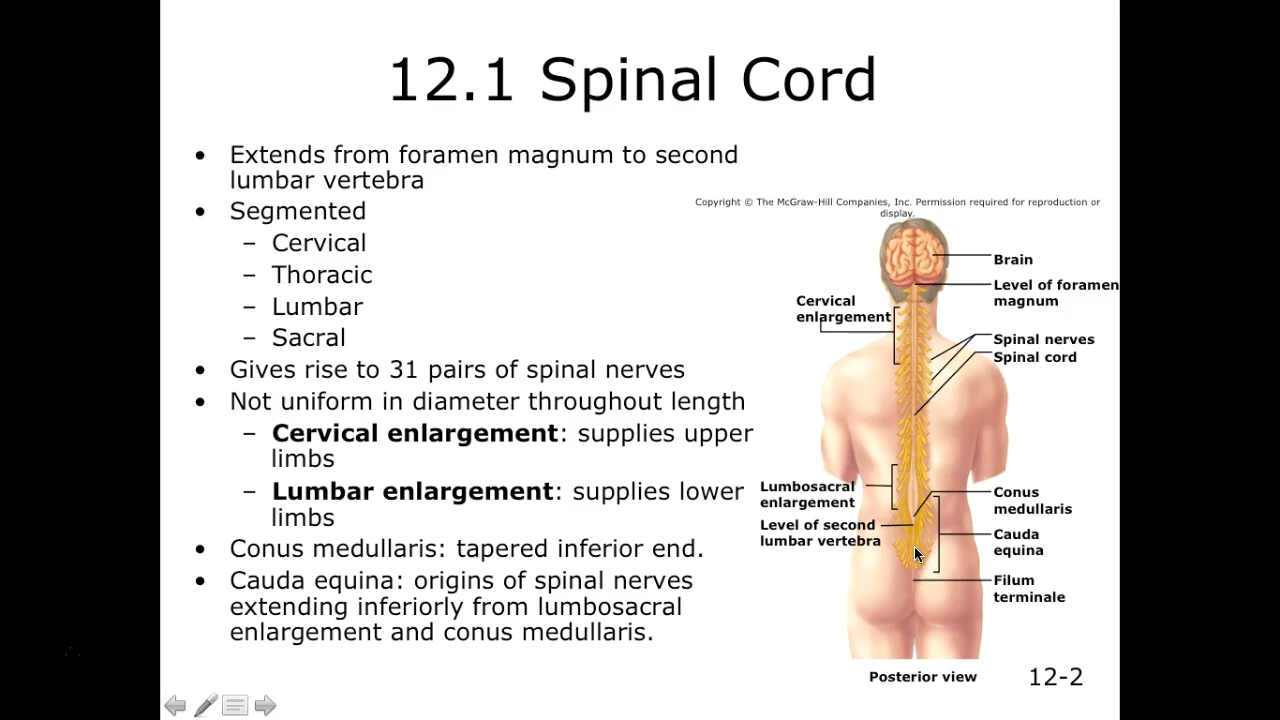 12.1 Spinal Cord
• Extends from foramen magnum to second
lumbar vertebra
• Segmented
– Cervical
– Thoracic
– Lumbar
– Sacral
• Gives rise to 31 pairs of spinal nerves
• Not uniform in diameter throughout length
– Cervical enlargement: supplies upper
limbs
– Lumbar enlargement: supplies lower
limbs
• Conus medullaris: tapered inferior end.
• Cauda equina: origins of spinal nerves
extending inferiorly from lumbosacral
enlargement and conus medullaris.
Copyright © The McGraw-Hill Companies, Inc. Permission required for reproduction or
display.
Brain
Level of foramen
magnum
Cervical
enlargement
Spinal nerves
Spinal cord
Lumbosacral
enlargement
Level of second
lumbar vertebra
Conus
medullaris
Cauda
equina
Filum
terminale
Posterior view
12-2